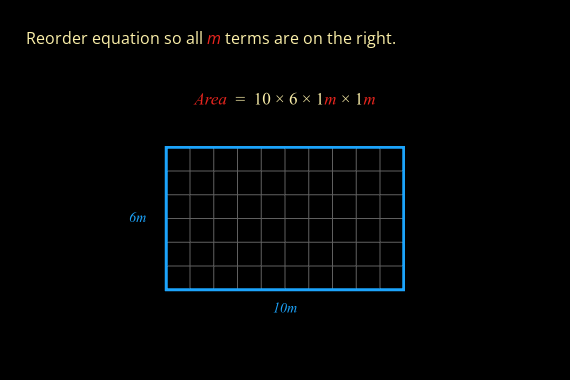 Reorder equation so all m terms are on the right.
Area = 10 × 6 × 1m × 1m
6m
10m